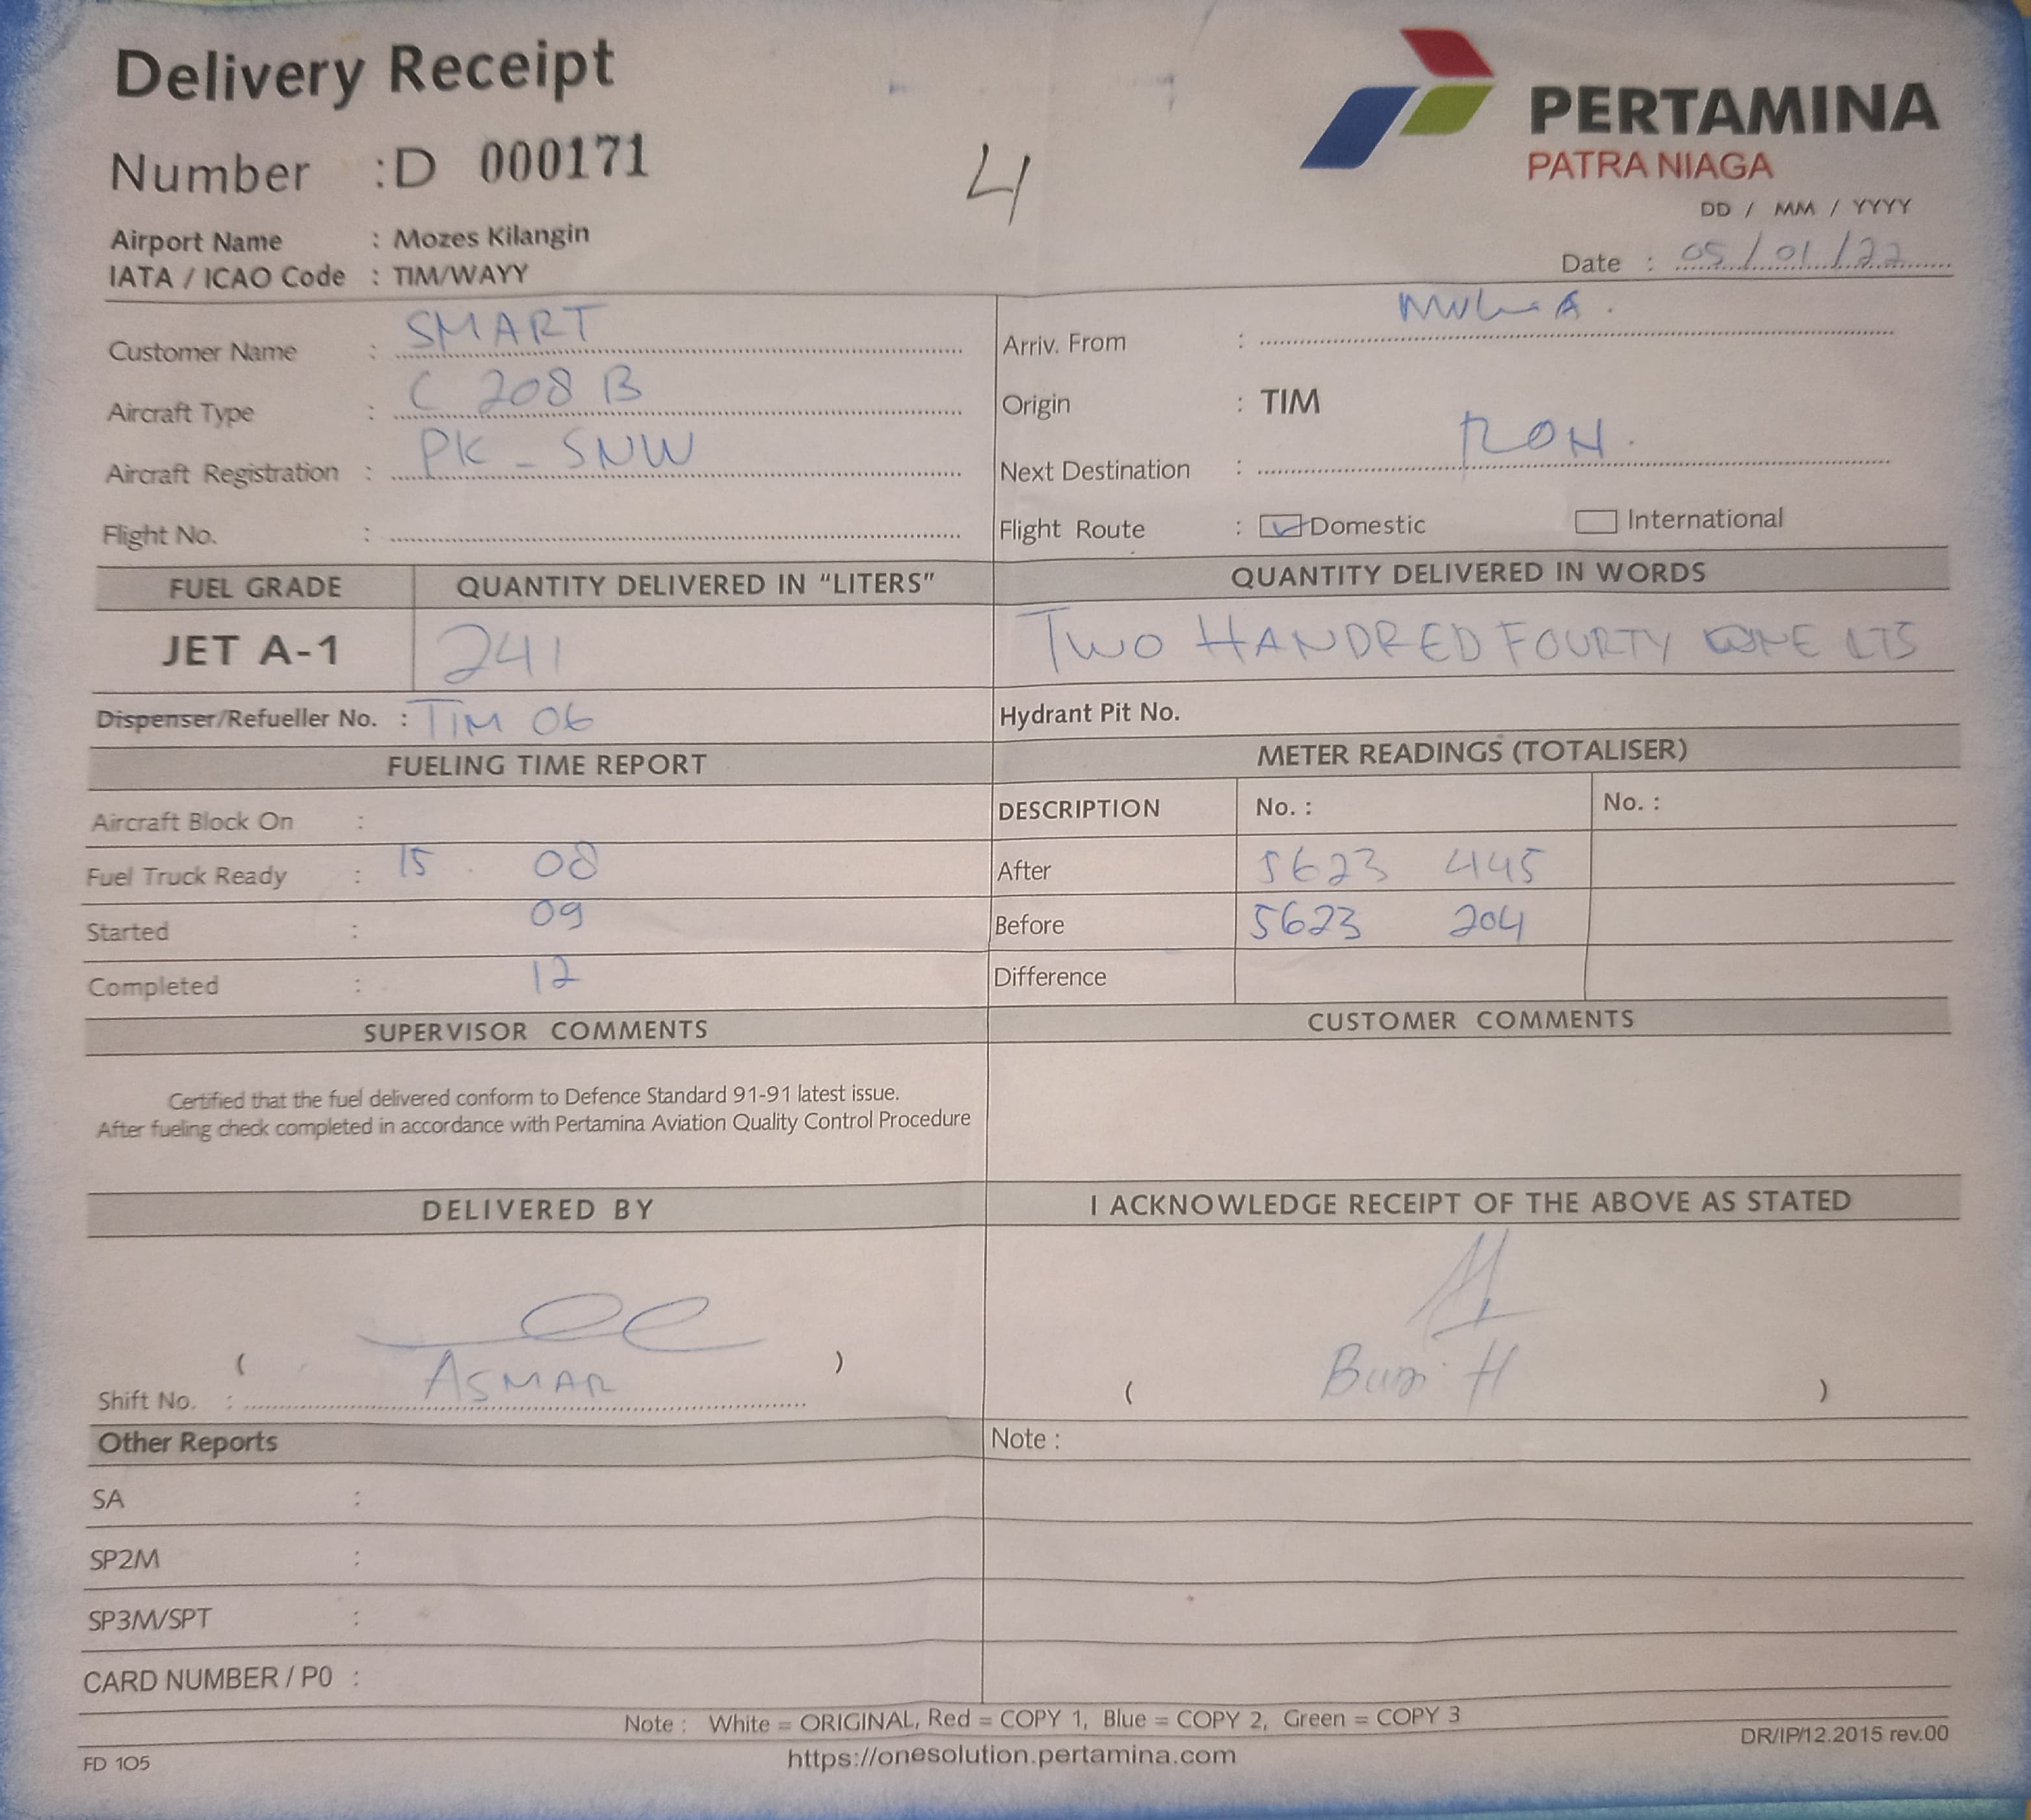 Delivery Receipt
PERTAMINA
PATRA NIAGA
Number :D 000171
4
DD / MM / YYYY
Airport Name : Mozes Kilangin
IATA / ICAO Code : TIM/WAYY
Date : 05/01/22
Customer Name : SMART
Arriv. From :
Aircraft Type : C 208 B
Origin : TIM
Aircraft Registration : PK - SNW
Next Destination : RON.
Flight No. :
Flight Route : Domestic International
FUEL GRADE QUANTITY DELIVERED IN “LITERS” QUANTITY DELIVERED IN WORDS
JET A-1 241 TWO HANDRED FOURTY ONE LTS
Dispenser/Refueller No. : TIM 06 Hydrant Pit No.
FUELING TIME REPORT METER READINGS (TOTALISER)
Aircraft Block On : DESCRIPTION No. : No. :
Fuel Truck Ready : 15 . 08 After 5623 445
Started : 09 Before 5623 204
Completed : 12 Difference
SUPERVISOR COMMENTS CUSTOMER COMMENTS
Certified that the fuel delivered conform to Defence Standard 91-91 latest issue.
After fueling check completed in accordance with Pertamina Aviation Quality Control Procedure
DELIVERED BY I ACKNOWLEDGE RECEIPT OF THE ABOVE AS STATED
( ASMAR )
( H )
Shift No. :
Other Reports Note :
SA :
SP2M :
SP3M/SPT :
CARD NUMBER / P0 :
Note : White = ORIGINAL, Red = COPY 1, Blue = COPY 2, Green = COPY 3
DR/IP/12.2015 rev.00
FD 105
https://onesolution.pertamina.com